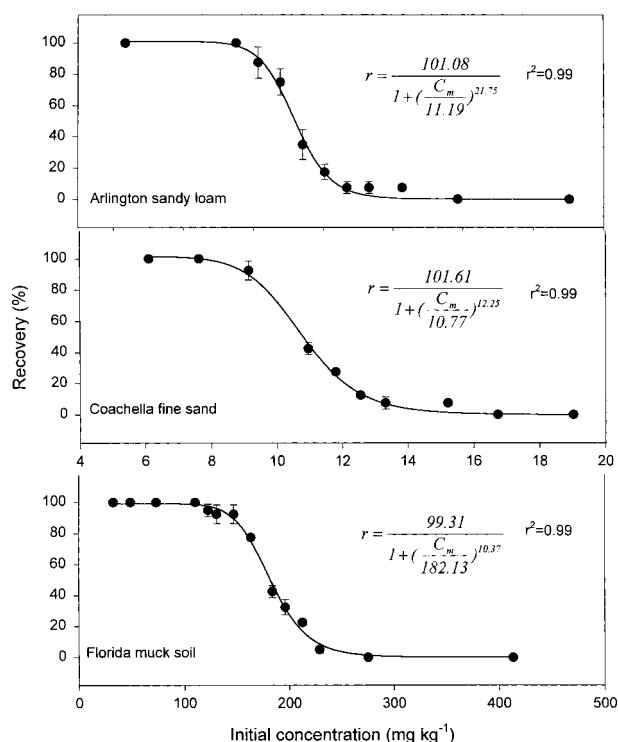 100
80
60
40
20
0
r = 101.08 / 1 + (C_m / 11.19)^21.75
r²=0.99
Arlington sandy loam
Recovery (%)
100
80
60
40
20
0
r = 101.61 / 1 + (C_m / 10.77)^12.25
r²=0.99
Coachella fine sand
4 6 8 10 12 14 16 18 20
100
80
60
40
20
0
r = 99.31 / 1 + (C_m / 182.13)^10.37
r²=0.99
Florida muck soil
0 100 200 300 400 500
Initial concentration (mg kg⁻¹)